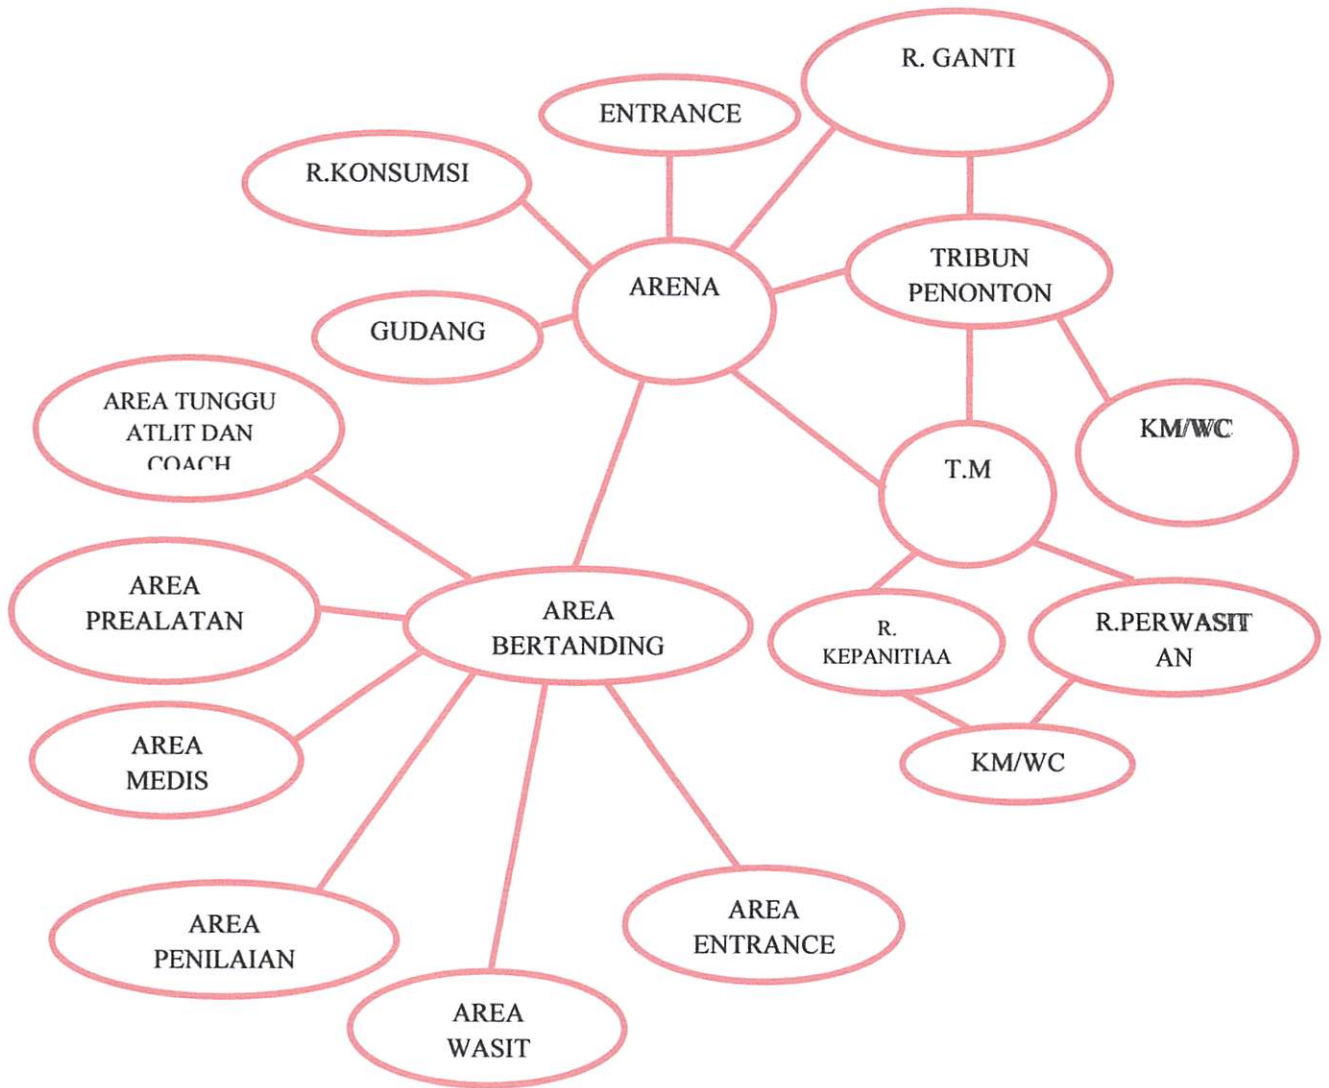 R. GANTI
ENTRANCE
R.KONSUMSI
ARENA
TRIBUN
PENONTON
GUDANG
AREA TUNGGU
ATLIT DAN
COACH
KM/WC
T.M
AREA
PREALATAN
AREA
BERTANDING
R.
KEPANITIAA
R.PERWASIT
AN
AREA
MEDIS
KM/WC
AREA
PENILAIAN
AREA
ENTRANCE
AREA
WASIT